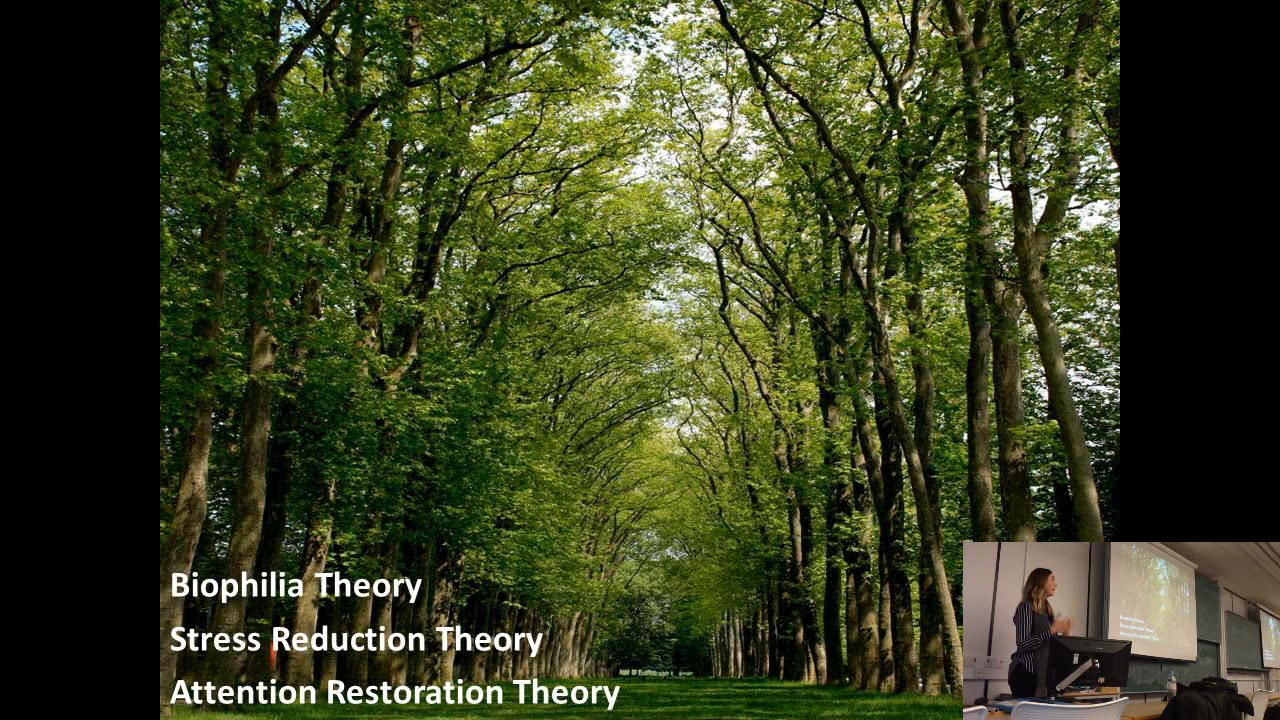 Biophilia Theory
Stress Reduction Theory
Attention Restoration Theory